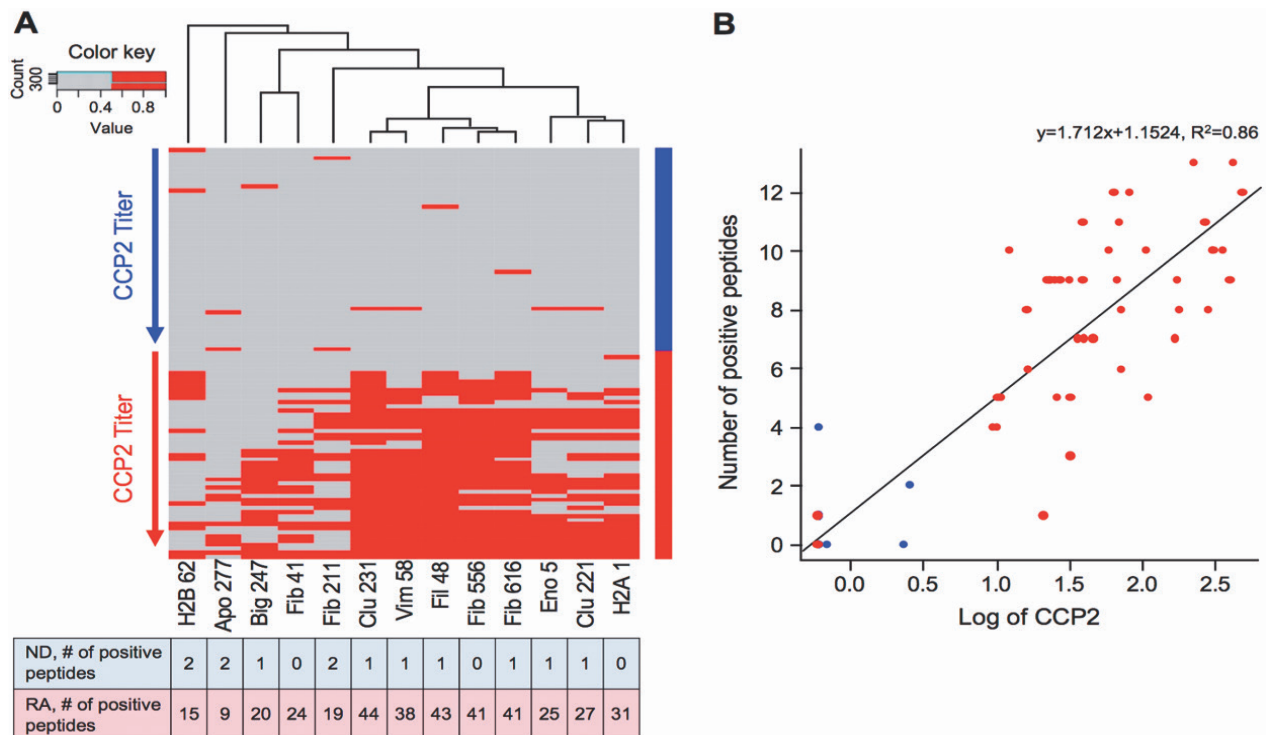 A
Color key
Count
300
0 0.4 0.8
Value
CCP2 Titer
CCP2 Titer
H2B 62
Apo 277
Big 247
Fib 41
Fib 211
Clu 231
Vim 58
Fil 48
Fib 556
Fib 616
Eno 5
Clu 221
H2A 1
ND, # of positive
peptides
2 2 1 0 2 1 1 1 0 1 1 1 0
RA, # of positive
peptides
15 9 20 24 19 44 38 43 41 41 25 27 31
B
y=1.712x+1.1524, R²=0.86
Number of positive peptides
12
10
8
6
4
2
0
0.0 0.5 1.0 1.5 2.0 2.5
Log of CCP2